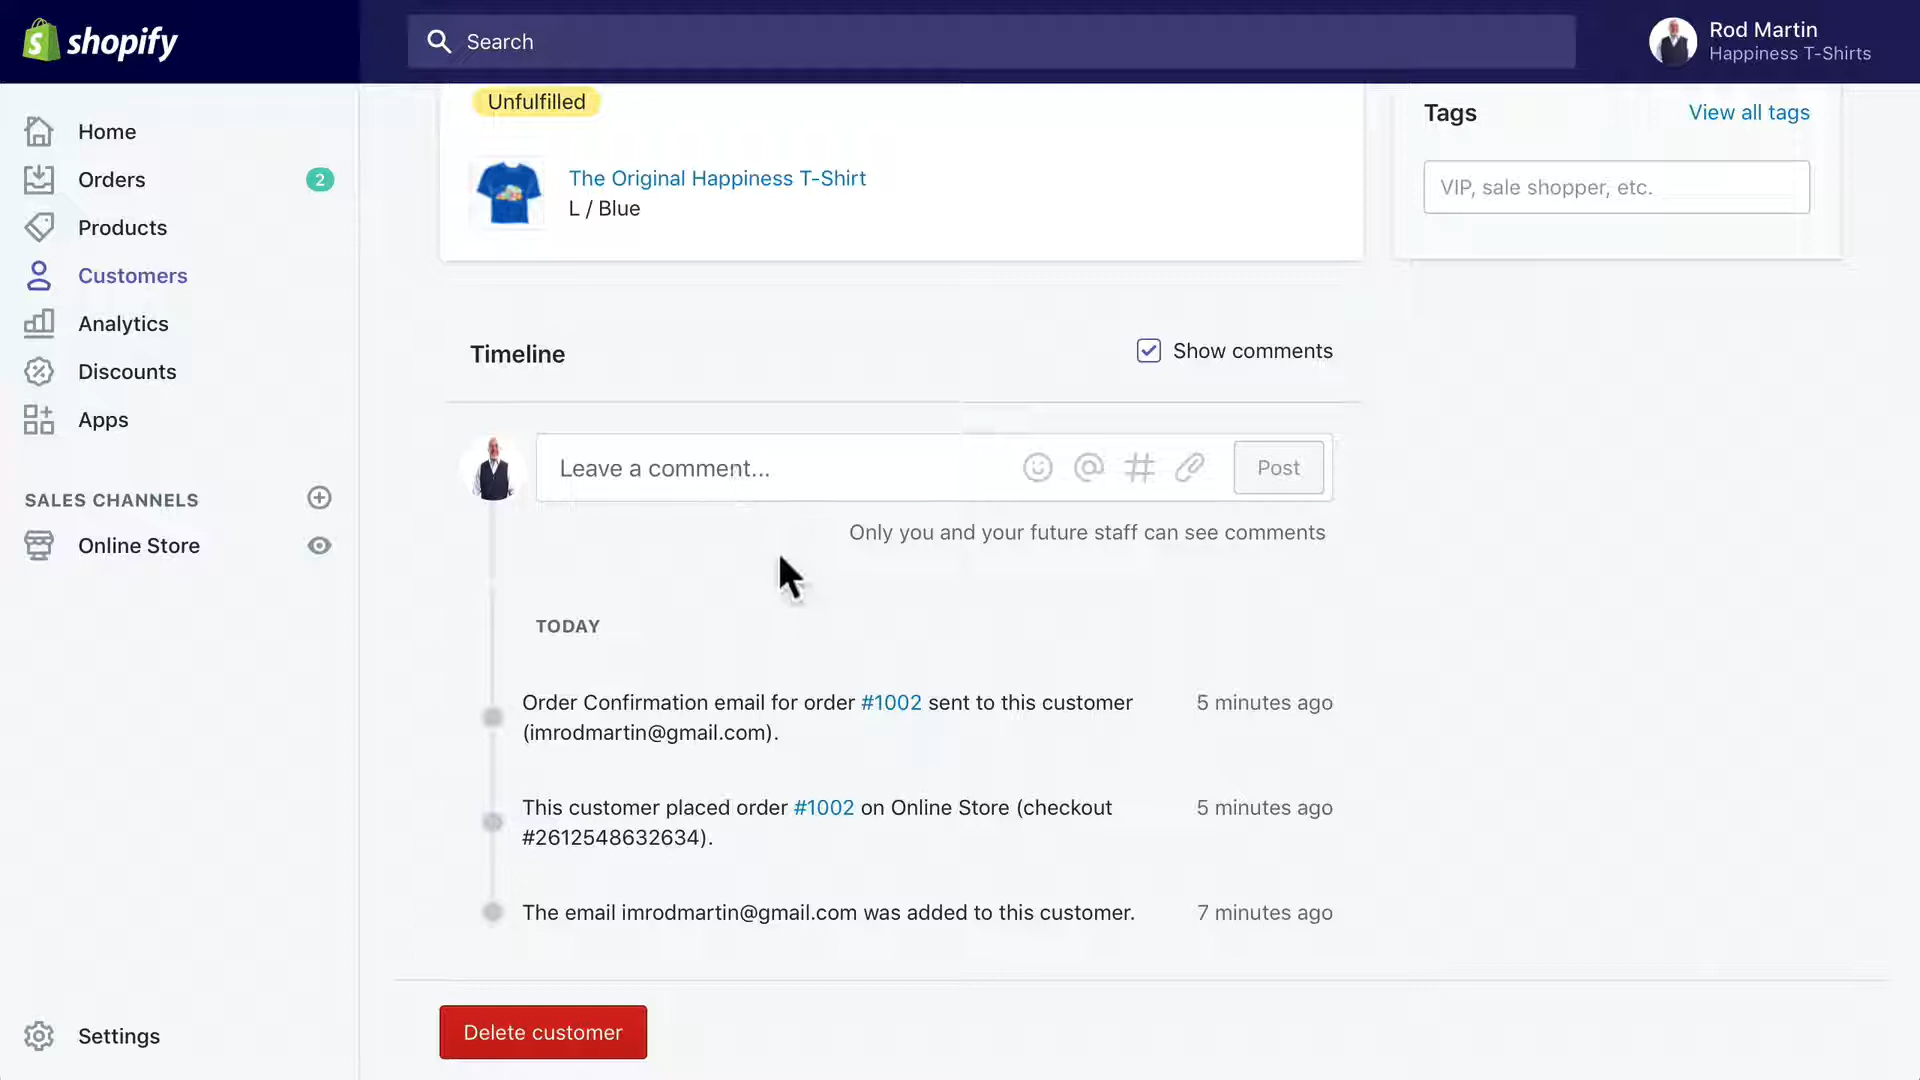 shopify
Search
Rod Martin
Happiness T-Shirts
Home
Orders
2
Products
Customers
Analytics
Discounts
Apps
SALES CHANNELS
Online Store
Settings
Unfulfilled
The Original Happiness T-Shirt
L / Blue
Tags
View all tags
VIP, sale shopper, etc.
Timeline
Show comments
Leave a comment...
Post
Only you and your future staff can see comments
TODAY
Order Confirmation email for order #1002 sent to this customer 5 minutes ago
(imrodmartin@gmail.com).
This customer placed order #1002 on Online Store (checkout 5 minutes ago
#2612548632634).
The email imrodmartin@gmail.com was added to this customer. 7 minutes ago
Delete customer